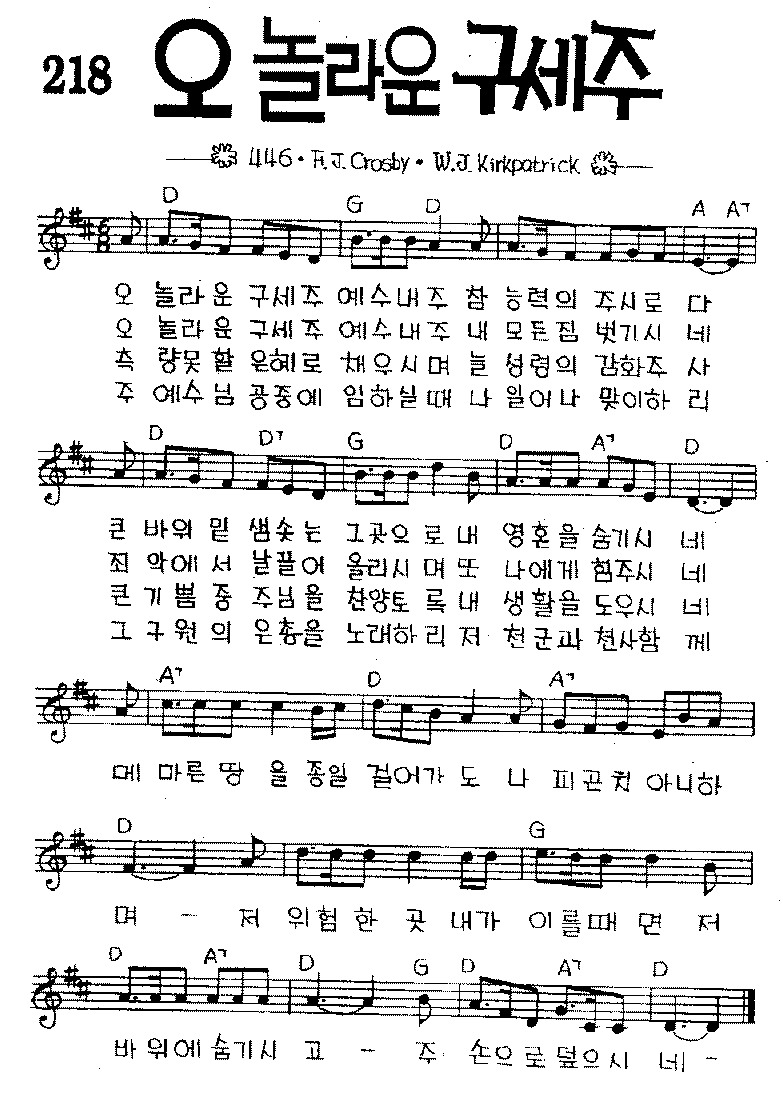 218 오 놀라운 구세주
446 · F. J. Crosby · W. J. Kirkpatrick
D G D A A7
오 놀라운 구세주 예수내주 참 능력의 주시로 다
오 놀라운 구세주 예수내주 내 모든짐 벗기시 네
측 량못 할 은혜로 채우시며 늘 성령의 감화주 사
주 예수님 공중에 임하실때 나 일어나 맞이하 리
D D7 G D A7 D
큰 바위 밑 샘솟는 그곳으로 내 영혼을 숨기시 네
죄 악에서 날끌어 올리시며 또 나에게 힘주시 네
큰기쁨 중 주님을 찬양토록 내 생활을 도우시 네
그 구원의 은총을 노래하리 저 천군과 천사함 께
A7 D A7
메 마른 땅 을 종일 걸어가 도 나 피곤치 아니하
D G
며 - 저 위험한 곳 내가 이를때 면 저
D A7 D G D A7 D
바위에숨기시 고 - 주 손으로덮으시 네-